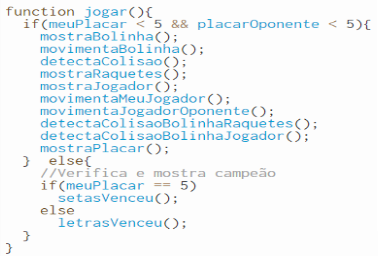 function jogar(){
if(meuPlacar < 5 && placarOponente < 5){
mostraBolinha();
movimentaBolinha();
detectaColisao();
mostraRaquetes();
mostraJogador();
movimentaMeuJogador();
movimentaJogadorOponente();
detectaColisaoBolinhaRaquetes();
detectaColisaoBolinhaJogador();
mostraPlacar();
} else{
//Verifica e mostra campeão
if(meuPlacar == 5)
setasVenceu();
else
letrasVenceu();
}
}